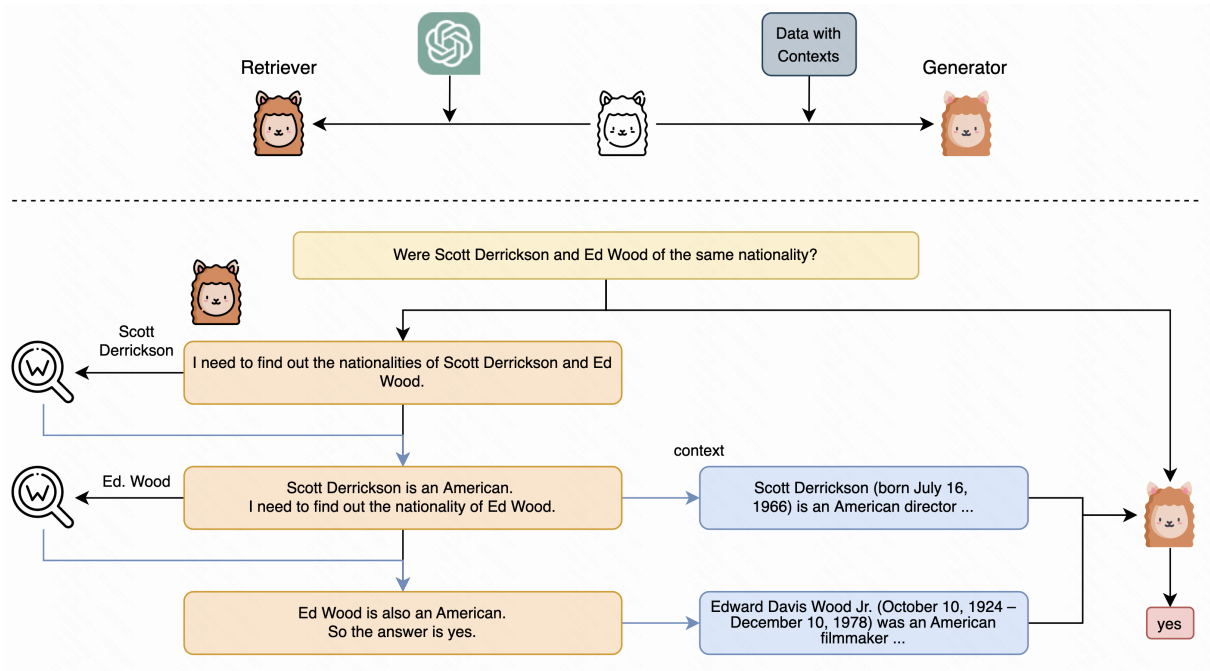 Retriever
Data with
Contexts
Generator
Were Scott Derrickson and Ed Wood of the same nationality?
Scott
Derrickson
W
I need to find out the nationalities of Scott Derrickson and Ed
Wood.
context
W
Ed. Wood
Scott Derrickson is an American.
I need to find out the nationality of Ed Wood.
Scott Derrickson (born July 16,
1966) is an American director ...
Ed Wood is also an American.
So the answer is yes.
Edward Davis Wood Jr. (October 10, 1924 –
December 10, 1978) was an American
filmmaker ...
yes